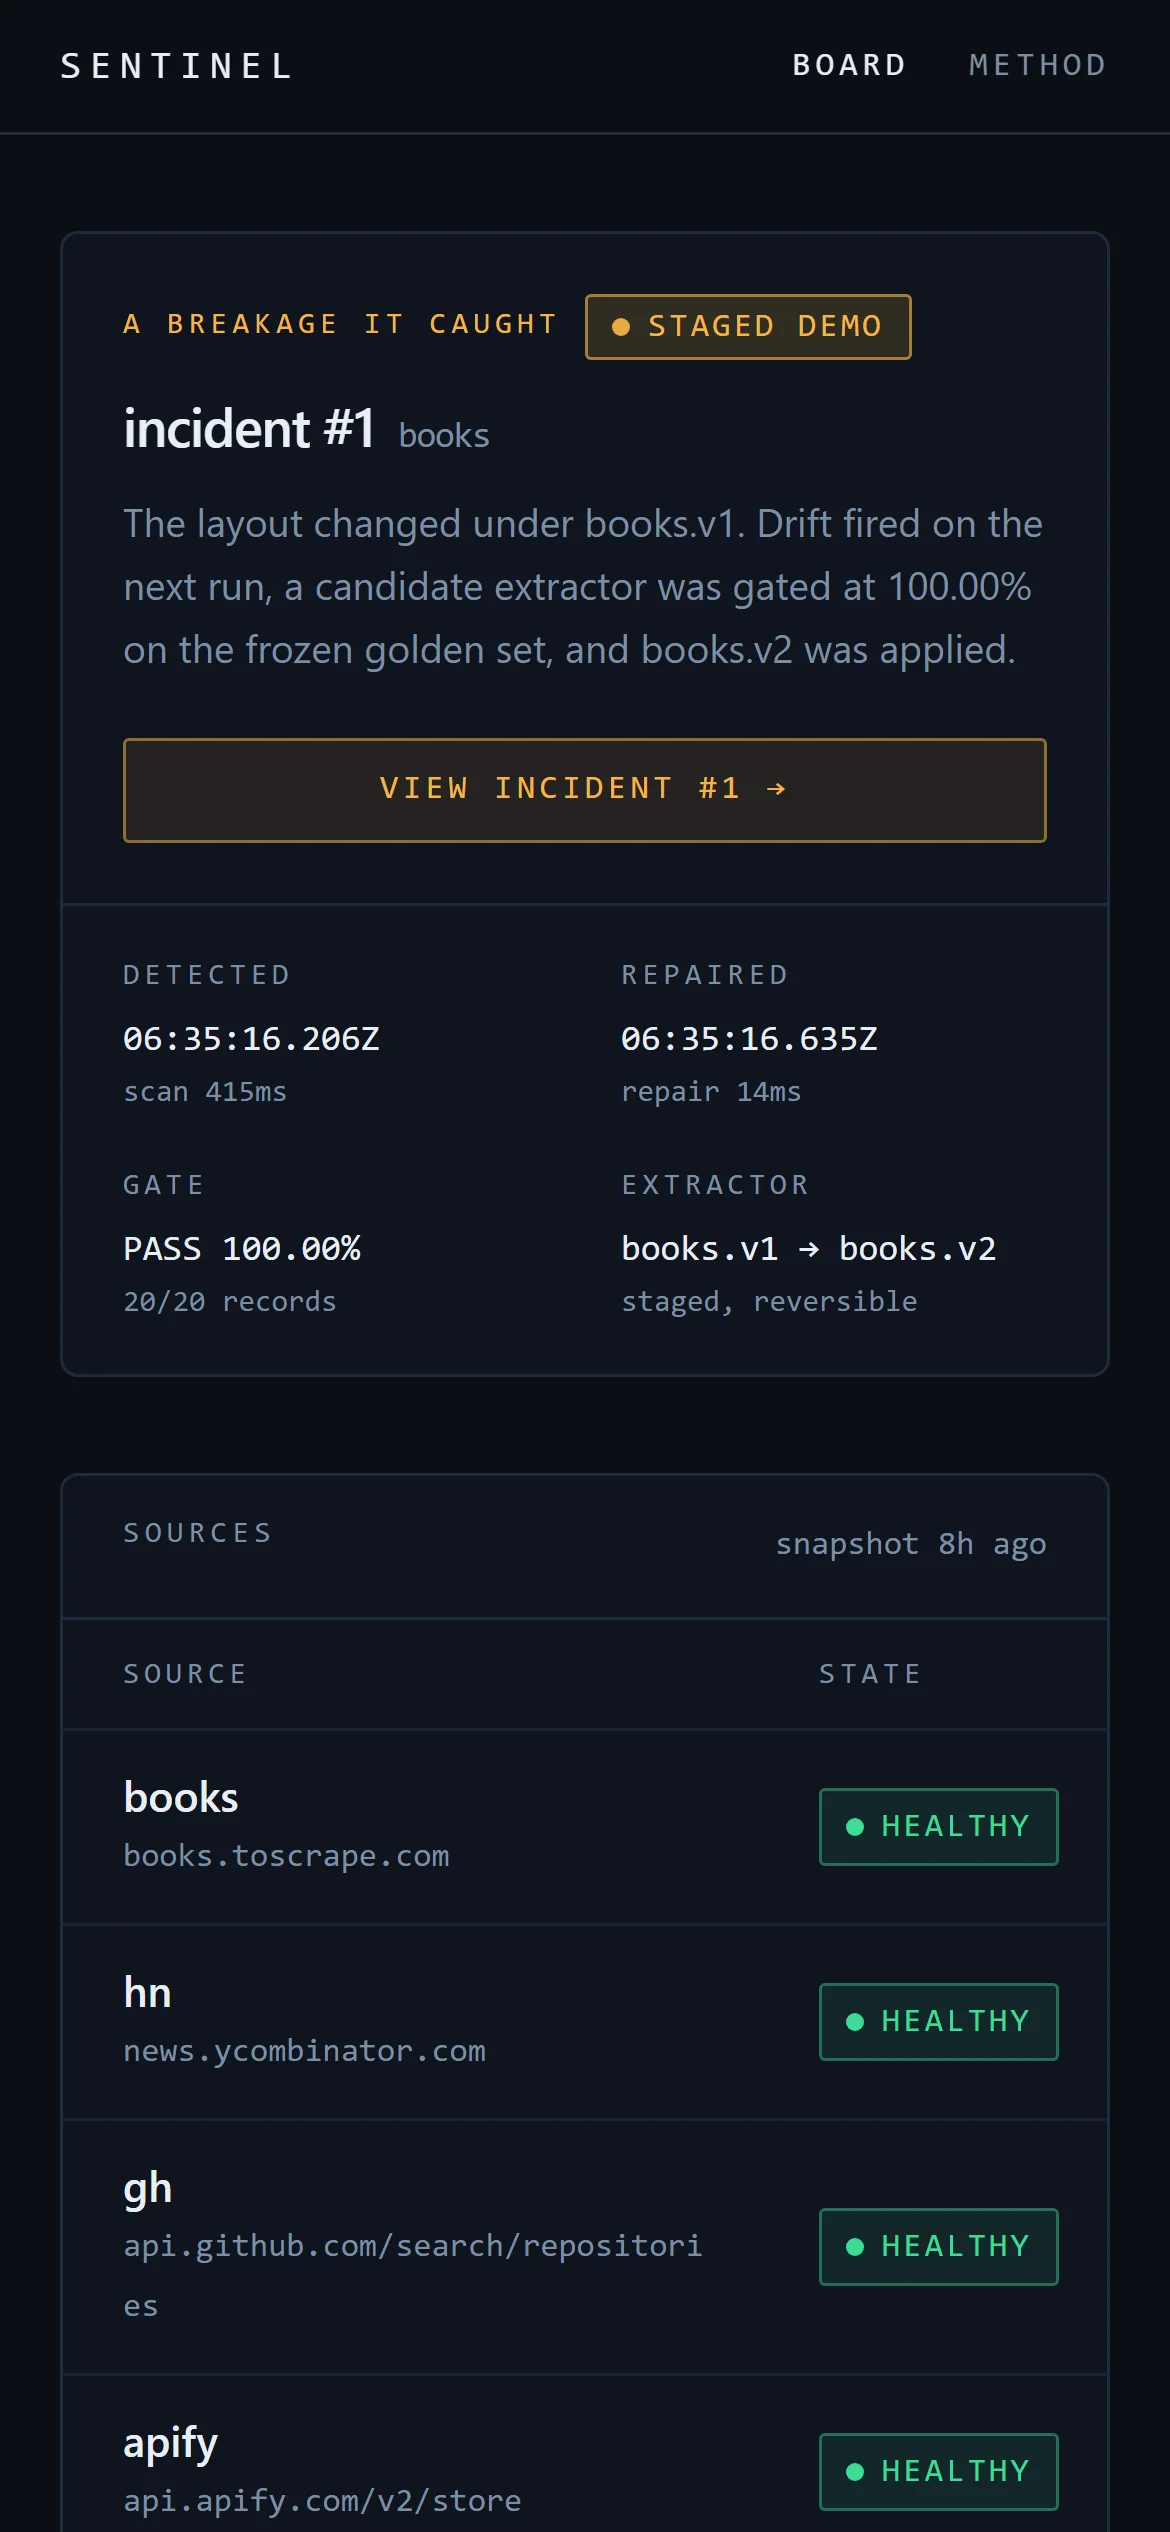 SENTINEL
BOARD METHOD
A BREAKAGE IT CAUGHT STAGED DEMO
incident #1 books
The layout changed under books.v1. Drift fired on the
next run, a candidate extractor was gated at 100.00%
on the frozen golden set, and books.v2 was applied.
VIEW INCIDENT #1 →
DETECTED REPAIRED
06:35:16.206Z 06:35:16.635Z
scan 415ms repair 14ms
GATE EXTRACTOR
PASS 100.00% books.v1 → books.v2
20/20 records staged, reversible
SOURCES snapshot 8h ago
SOURCE STATE
books
books.toscrape.com
HEALTHY
hn
news.ycombinator.com
HEALTHY
gh
api.github.com/search/repositori
es
HEALTHY
apify
api.apify.com/v2/store
HEALTHY